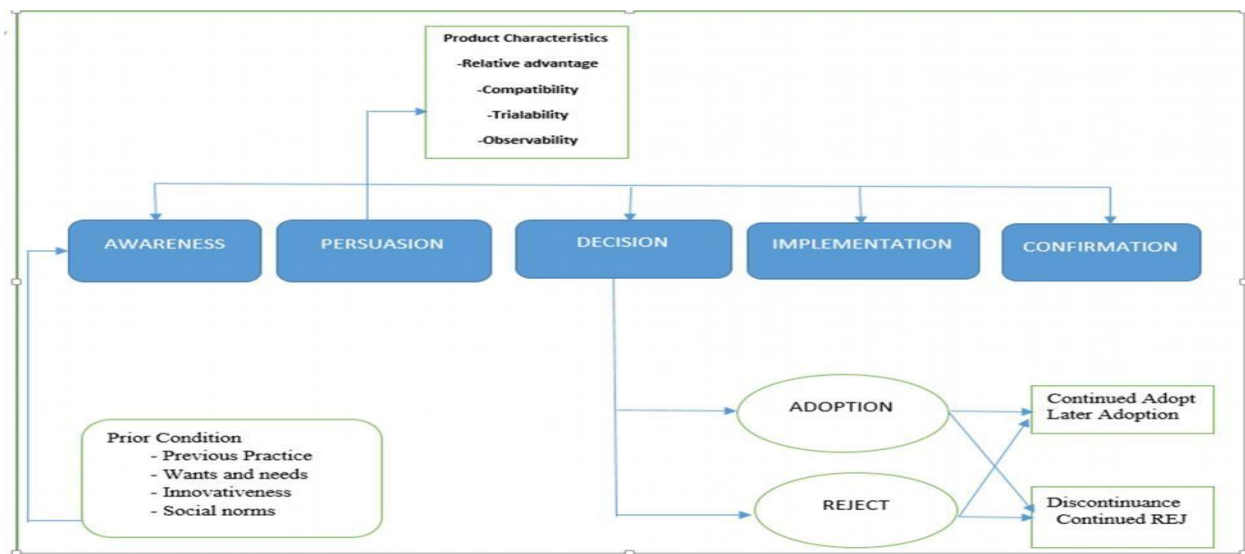 Product Characteristics
-Relative advantage
-Compatibility
-Trialability
-Observability
AWARENESS
PERSUASION
DECISION
IMPLEMENTATION
CONFIRMATION
Prior Condition
- Previous Practice
- Wants and needs
- Innovativeness
- Social norms
ADOPTION
REJECT
Continued Adopt
Later Adoption
Discontinuance
Continued REJ